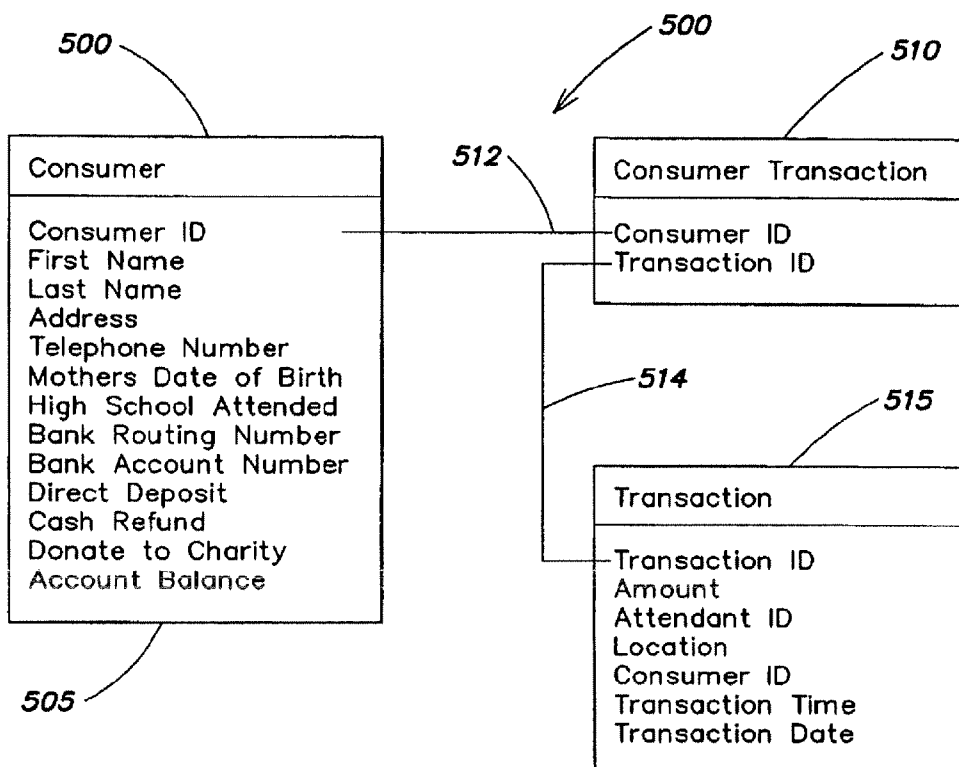 500
500
510
512
Consumer
Consumer ID
First Name
Last Name
Address
Telephone Number
Mothers Date of Birth
High School Attended
Bank Routing Number
Bank Account Number
Direct Deposit
Cash Refund
Donate to Charity
Account Balance
505
Consumer Transaction
Consumer ID
Transaction ID
514
515
Transaction
Transaction ID
Amount
Attendant ID
Location
Consumer ID
Transaction Time
Transaction Date